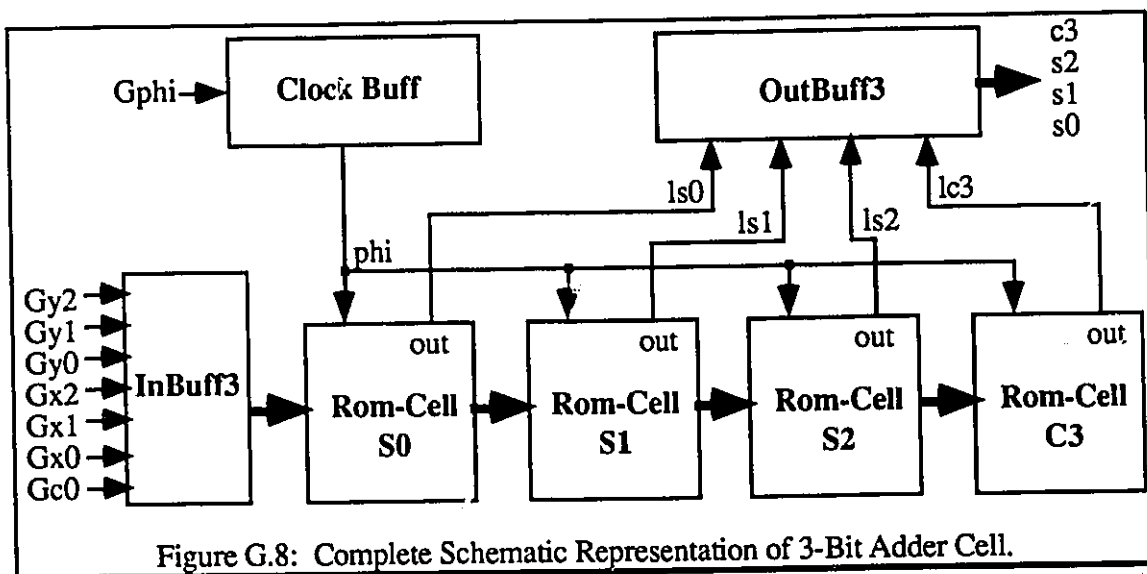 Gphi
Clock Buff
OutBuff3
c3
s2
s1
s0
ls0
ls1
ls2
lc3
phi
Gy2
Gy1
Gy0
Gx2
Gx1
Gx0
Gc0
InBuff3
out
Rom-Cell
S0
out
Rom-Cell
S1
out
Rom-Cell
S2
out
Rom-Cell
C3
Figure G.8: Complete Schematic Representation of 3-Bit Adder Cell.